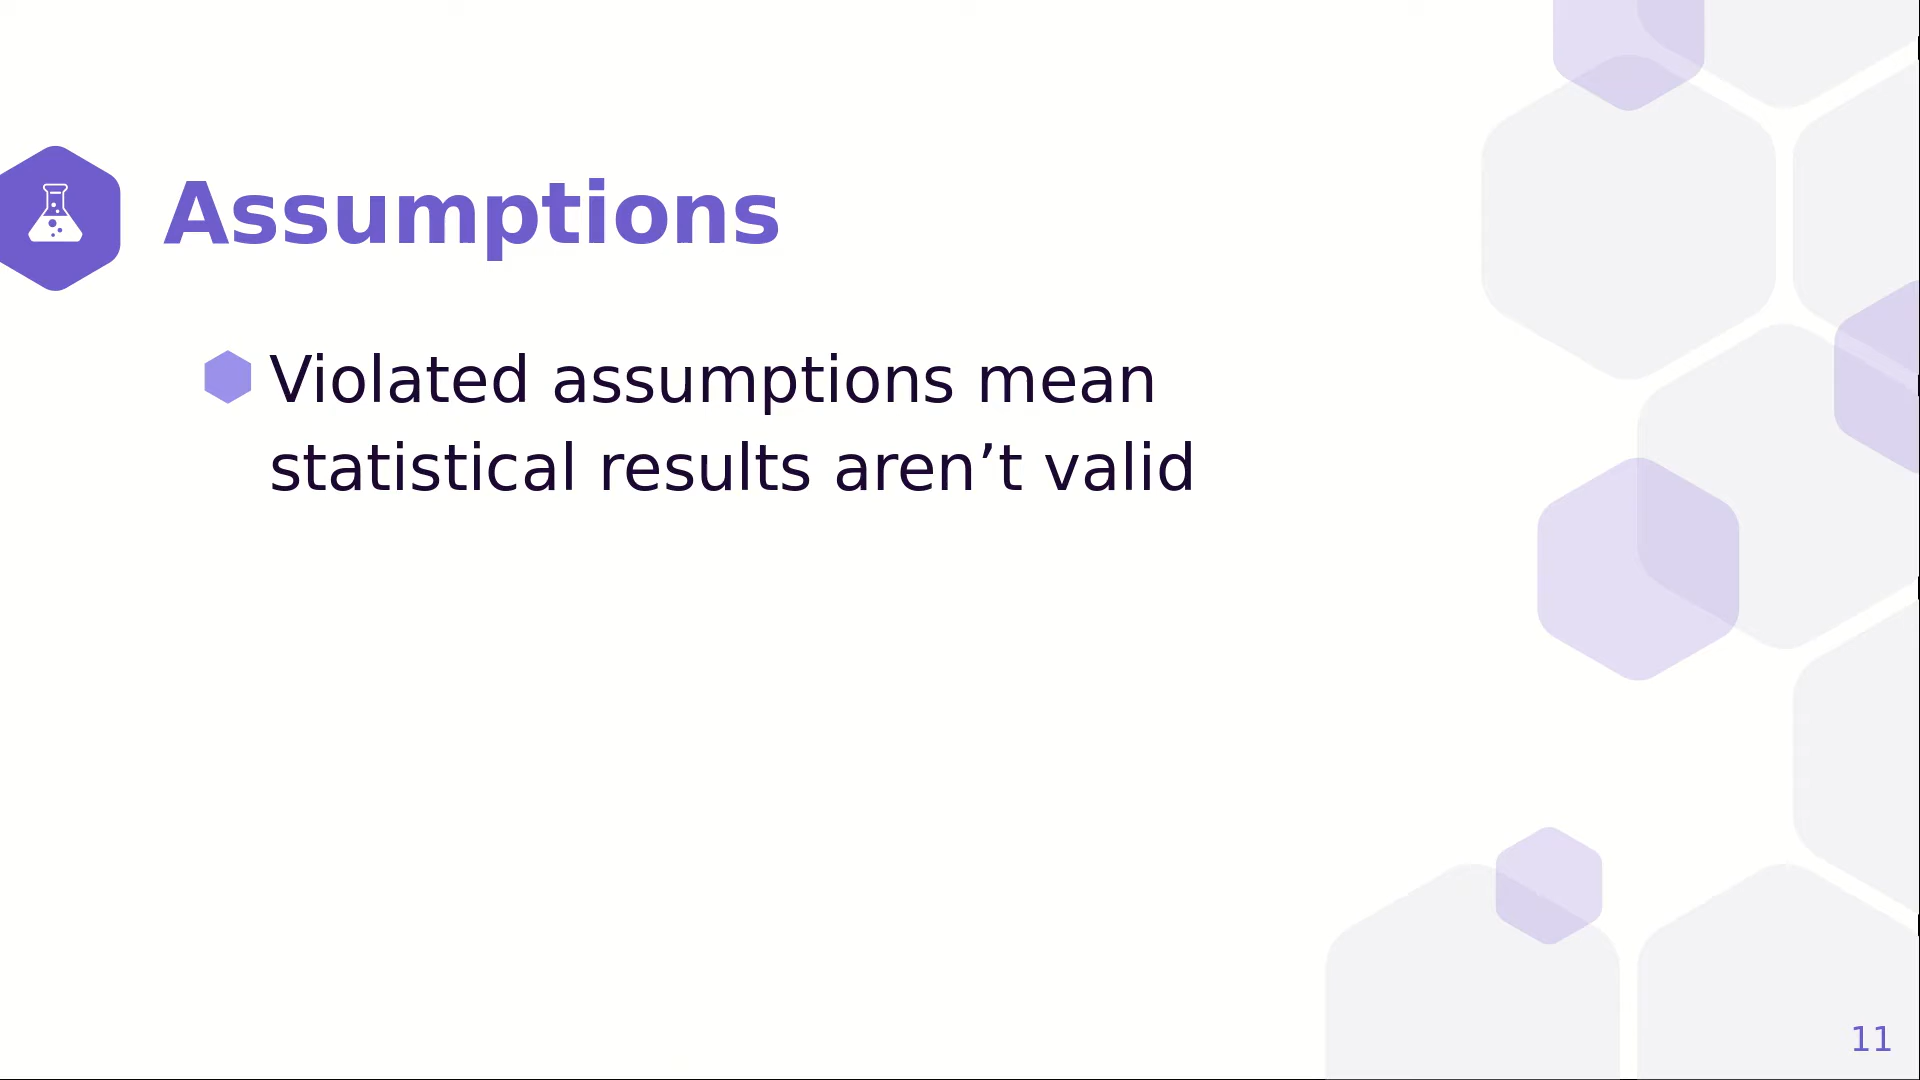 Assumptions
Violated assumptions mean
statistical results aren’t valid
11